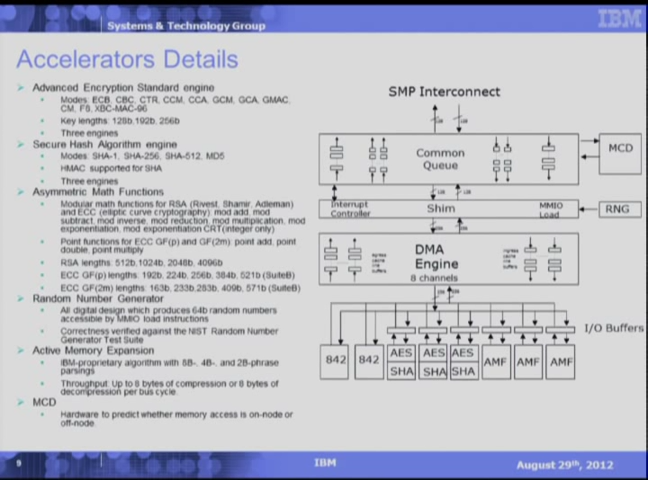 Systems & Technology Group
IBM
Accelerators Details
Advanced Encryption Standard engine
Modes: ECB, CBC, CTR, CCM, CCA, GCM, GCA, GMAC,
CM, F8, XBC-MAC-96
Key lengths: 128b,192b, 256b
Three engines
Secure Hash Algorithm engine
Modes: SHA-1, SHA-256, SHA-512, MD5
HMAC supported for SHA
Three engines
Asymmetric Math Functions
Modular math functions for RSA (Rivest, Shamir, Adleman)
and ECC (elliptic curve cryptography): mod add, mod
subtract, mod inverse, mod reduction, mod multiplication, mod
exponentiation, mod exponentiation CRT(integer only)
Point functions for ECC GF(p) and GF(2m): point add, point
double, point multiply
RSA lengths: 512b,1024b, 2048b, 4096b
ECC GF(p) lengths: 192b, 224b, 256b, 384b, 521b (SuiteB)
ECC GF(2m) lengths: 163b, 233b, 283b, 409b, 571b (SuiteB)
Random Number Generator
All digital design which produces 64b random numbers
accessible by MMIO load instructions
Correctness verified against the NIST Random Number
Generator Test Suite
Active Memory Expansion
IBM-proprietary algorithm with 8B-, 4B-, and 2B-phrase
parsings
Throughput: Up to 8 bytes of compression or 8 bytes of
decompression per bus cycle.
MCD
Hardware to predict whether memory access is on-node or
off-node
SMP Interconnect
Common
Queue
MCD
Interrupt
Controller
Shim
MMIO
Load
RNG
DMA
Engine
8 channels
I/O Buffers
842
842
AES
SHA
AES
SHA
AES
SHA
AMF
AMF
AMF
9
IBM
August 29th, 2012